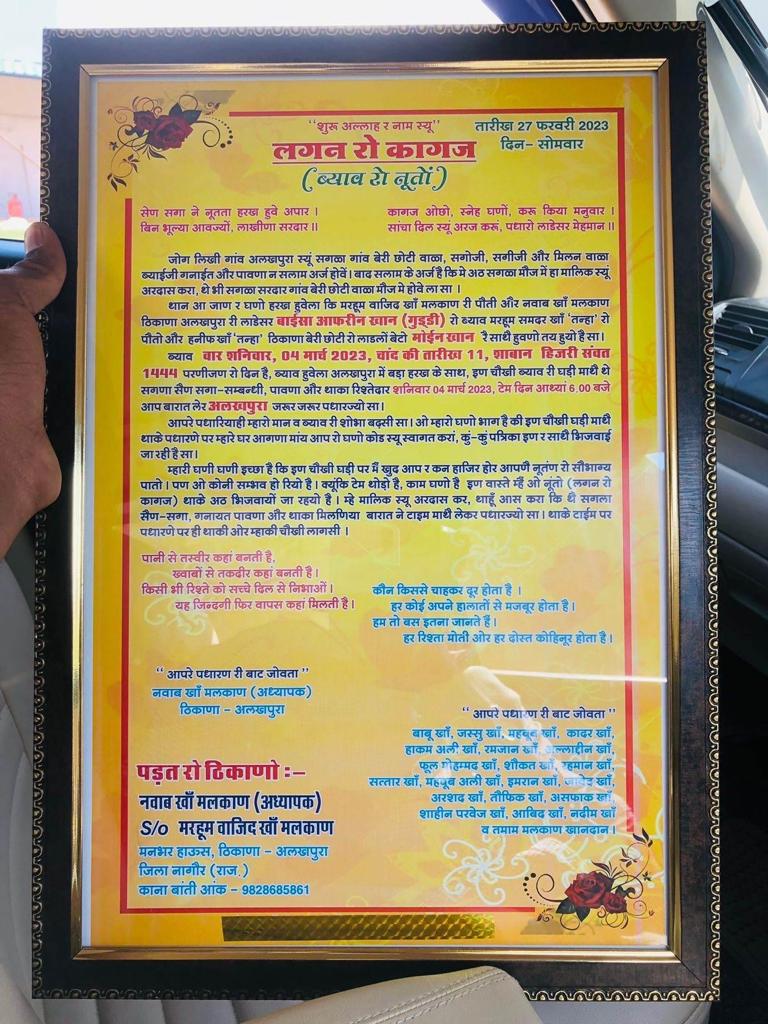 "शुरू अल्लाह र नाम स्यू"
तारीख 27 फरवरी 2023
दिन- सोमवार
लगन रो कागज
(ब्याव रो नूतों)
सेण सगा ने नूतता हरख हुवे अपार ।
बिन भूल्या आवज्यों, लाखीणा सरदार ॥
कागज ओछो, स्नेह घणों, करू किया मनुवार ।
सांचा दिल स्यू अरज करूं, पधारो लाडेसर मेहमान ॥
जोग लिखी गांव अलखपुरा स्यूं सगळा गांव बेरी छोटी वाळा, सगोजी, सगीजी और मिलन वाळा
ब्याईजी गनाईत और पावणा न सलाम अर्ज होवें । बाद सलाम के अर्ज है कि मे अठ सगळा मौज में हा मालिक स्यूं
अरदास करा, थे भी सगळा सरदार गांव बेरी छोटी वाळा मौज मे होवे ला सा ।
थान आ जाण र घणो हरख हुवेला कि मरहूम वाजिद खाँ मलकाण री पौती और नवाब खाँ मलकाण
ठिकाणा अलखपुरा री लाडेसर बाईसा आफरीन खान (गुड्डी) रो ब्याव मरहूम समदर खाँ 'तन्हा' रो
पौतो और हनीफ खाँ 'तन्हा' ठिकाणा बेरी छोटी रो लाडलों बेटो मोईन खान रै साथै हुवणो तय हुयो है सा ।
ब्याव वार शनिवार, 04 मार्च 2023, चांद की तारीख 11, शाबान हिजरी संवत
1444 परणीजण रो दिन है, ब्याव हुवेला अलखपुरा में बड़ा हरख के साथ, इण चौखी ब्याव री घड़ी माथै थे
सगणा सैण सगा-सम्बन्धी, पावणा और थाका रिश्तेदार शनिवार 04 मार्च 2023, टेम दिन आथ्यां 6.00 बजे
आप बारात लेर अलखपुरा जरूर जरूर पधारज्यो सा ।
आपरे पधारियाही म्हारो मान व ब्याव री शोभा बढ़सी सा । ओ म्हारो घणो भाग है की इण चौखी घड़ी माथै
थाके पधारणे पर म्हारे घर आगणा मांय आप रो घणो कोड स्यू स्वागत करां, कुं-कुं पत्रिका इण र साथै भिजवाई
जा रही है सा ।
म्हारी घणी घणी इच्छा है कि इण चौखी घड़ी पर मैं खुद आप र कन हाजिर होर आपणै नूतंण रो सौभाग्य
पातो । पण ओ कोनी सम्भव हो रियो है । क्यूंकि टेम थोड़ो है, काम घणो है इण वास्ते म्हैं ओ नूंतो (लगन रो
कागज) थाके अठ भिजवायों जा रहयो है । म्हे मालिक स्यू अरदास कर, थाहूँ आस करा कि थे सगला
सैण-सगा, गनायत पावणा और थाका मिलणिया बारात ने टाइम माथै लेकर पधारज्यो सा । थाके टाईम पर
पधारणे पर ही थाकी ओर म्हाकी चौखी लागसी ।
पानी से तस्वीर कहां बनती है,
ख्वाबों से तकदीर कहां बनती है ।
किसी भी रिश्ते को सच्चे दिल से निभाओं ।
यह जिन्दगी फिर वापस कहां मिलती है ।
कौन किससे चाहकर दूर होता है ।
हर कोई अपने हालातों से मजबूर होता है ।
हम तो बस इतना जानते हैं ।
हर रिश्ता मोती ओर हर दोस्त कोहिनूर होता है ।
"आपरे पधारण री बाट जोवता"
नवाब खाँ मलकाण (अध्यापक)
ठिकाणा - अलखपुरा
"आपरे पधारण री बाट जोवता"
बाबू खाँ, जस्सु खाँ, महबूब खाँ, कादर खाँ,
हाकम अली खाँ, रमजान खाँ, अल्लाद्दीन खाँ,
फूल मोहम्मद खाँ, शौकत खाँ, रहमान खाँ,
सत्तार खाँ, महबूब अली खाँ, इमरान खाँ, जावेद खाँ,
अरशद खाँ, तौफिक खाँ, असफाक खाँ,
शाहीन परवेज खाँ, आबिद खाँ, नदीम खाँ
व तमाम मलकाण खानदान ।
पड़त रो ठिकाणो :-
नवाब खाँ मलकाण (अध्यापक)
S/o मरहूम वाजिद खाँ मलकाण
मनभर हाऊस, ठिकाणा - अलखपुरा
जिला नागौर (राज.)
काना बांती आंक - 9828685861